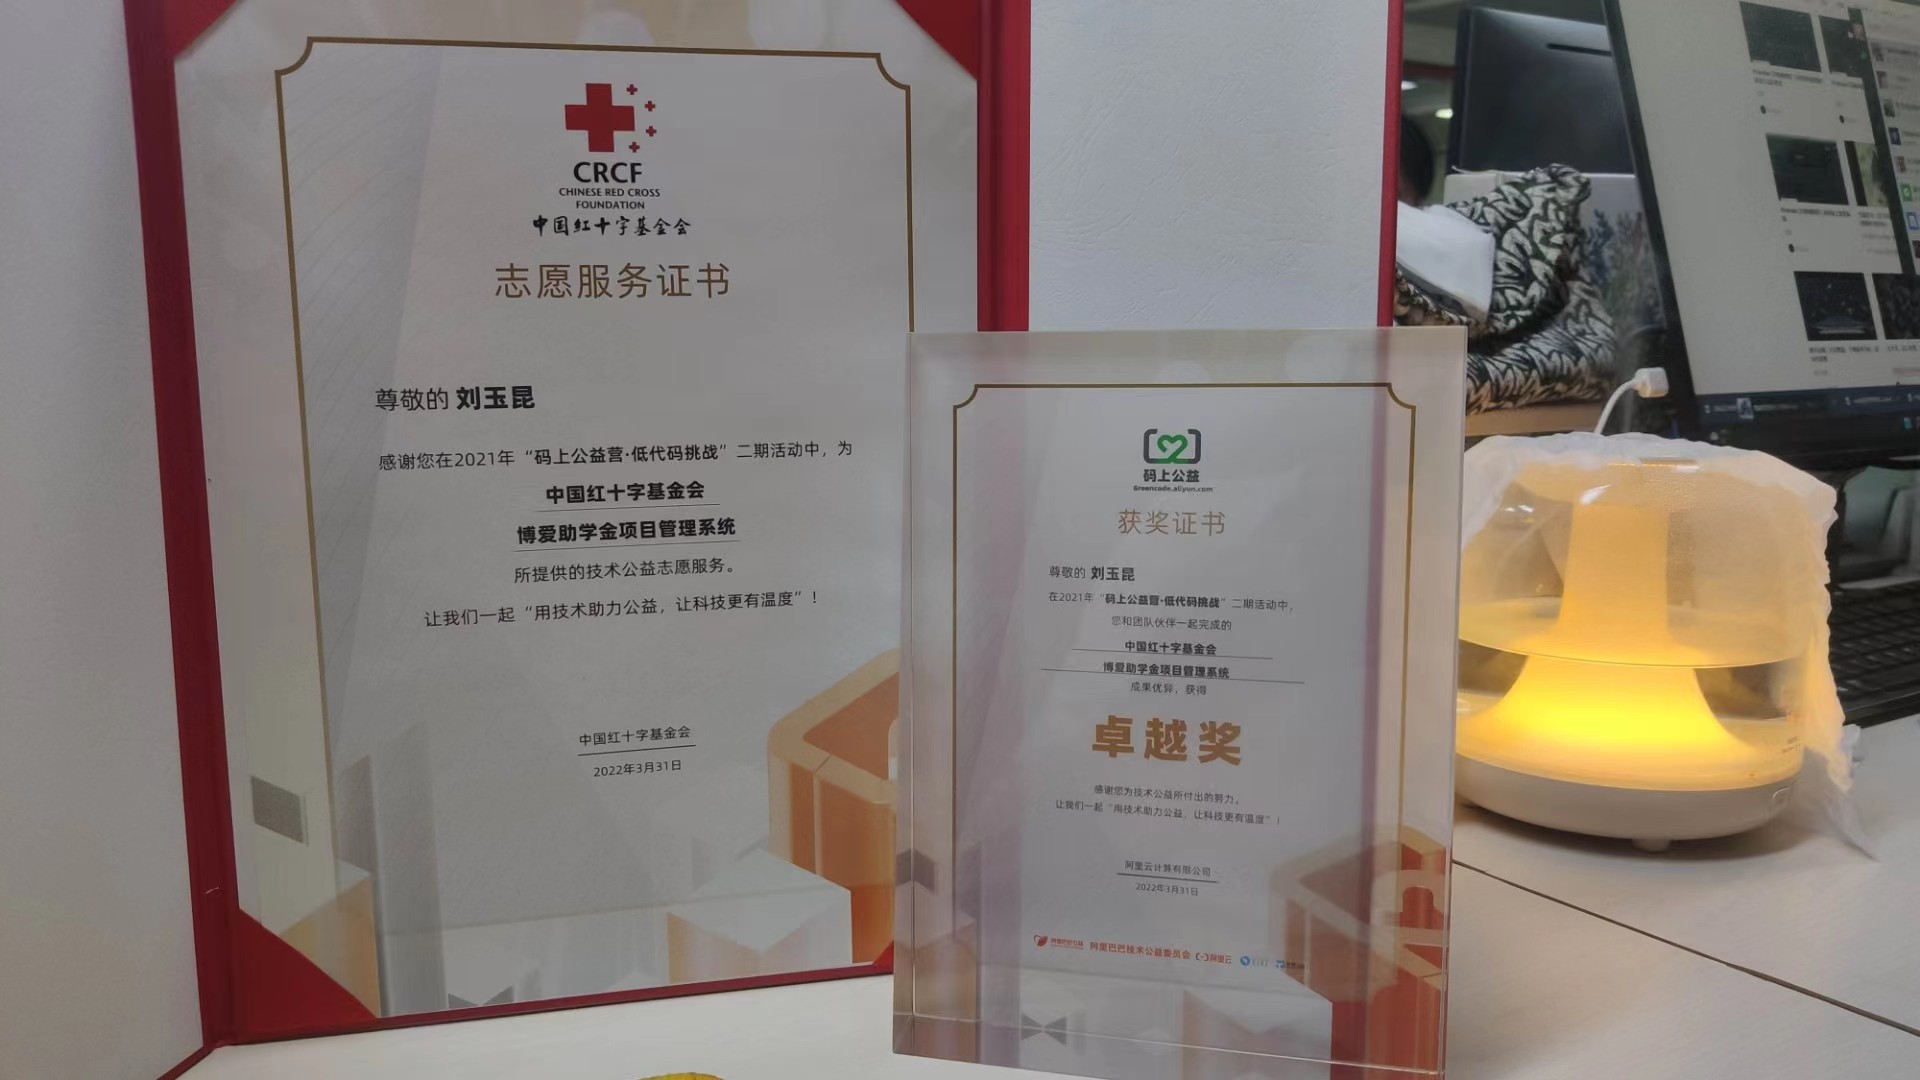 CRCF
CHINESE RED CROSS
FOUNDATION
中国红十字基金会
志愿服务证书
尊敬的 刘玉昆
感谢您在2021年“码上公益营·低代码挑战”二期活动中，为
中国红十字基金会
博爱助学金项目管理系统
所提供的技术公益志愿服务。
让我们一起“用技术助力公益，让科技更有温度”！
中国红十字基金会
2022年3月31日
码上公益
Greencode.aliyun.com
获奖证书
尊敬的 刘玉昆
在2021年“码上公益营·低代码挑战”二期活动中，
您和团队伙伴一起完成的
中国红十字基金会
博爱助学金项目管理系统
成果优异，获得
卓越奖
感谢您为技术公益所付出的努力。
让我们一起“用技术助力公益，让科技更有温度”！
阿里云计算有限公司
2022年3月31日
阿里巴巴公益 阿里巴巴技术公益委员会 阿里云